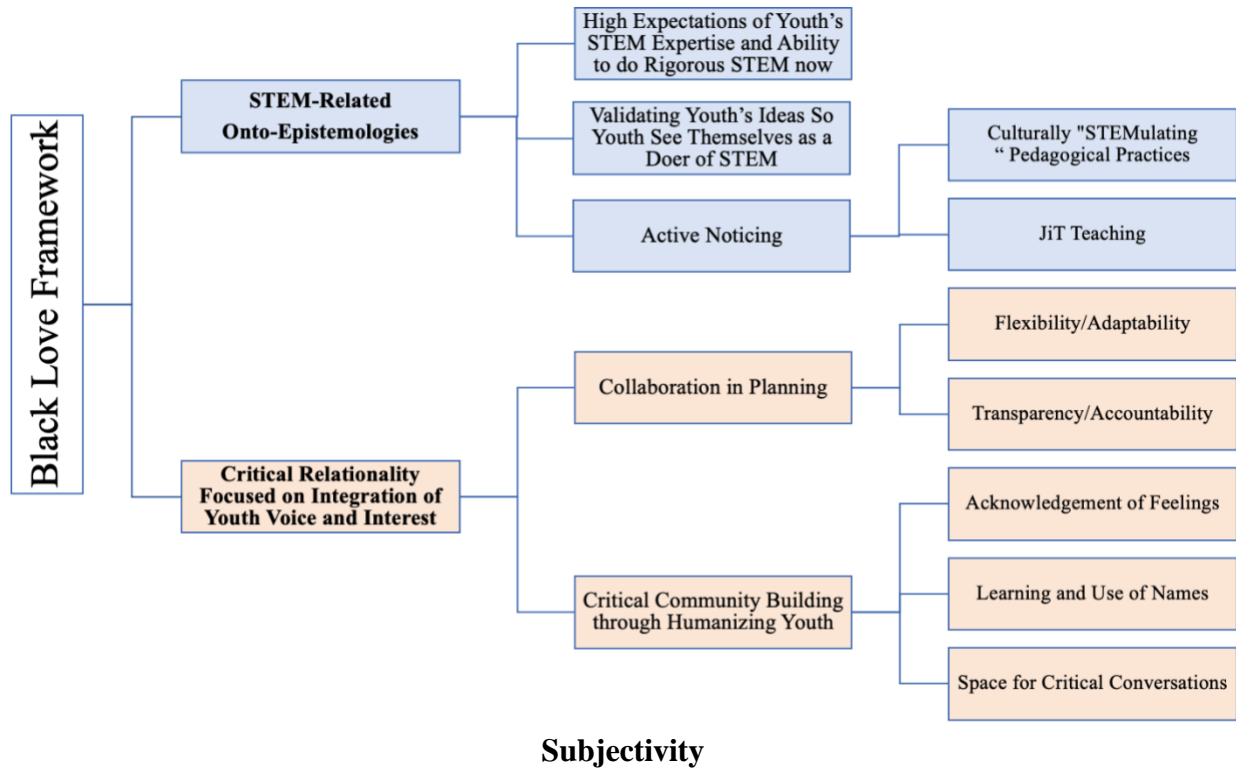 Black Love Framework
STEM-Related
Onto-Epistemologies
High Expectations of Youth’s
STEM Expertise and Ability
to do Rigorous STEM now
Validating Youth’s Ideas So
Youth See Themselves as a
Doer of STEM
Active Noticing
Culturally "STEMulating
“ Pedagogical Practices
JiT Teaching
Critical Relationality
Focused on Integration of
Youth Voice and Interest
Collaboration in Planning
Flexibility/Adaptability
Transparency/Accountability
Critical Community Building
through Humanizing Youth
Acknowledgement of Feelings
Learning and Use of Names
Space for Critical Conversations
Subjectivity